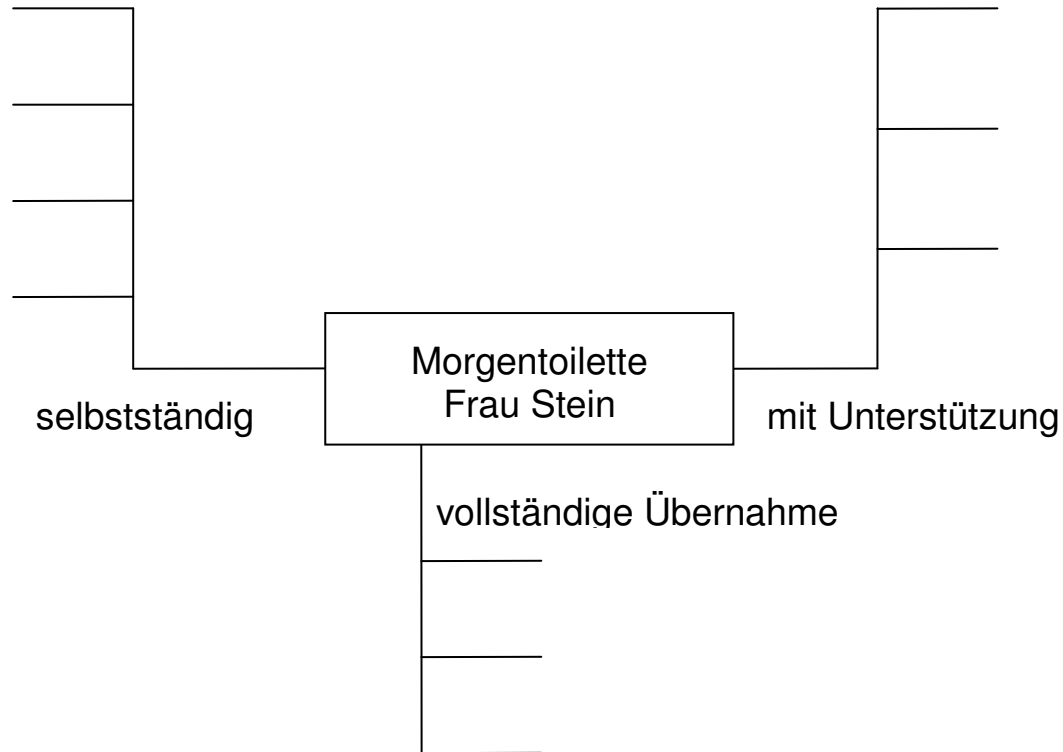 Morgentoilette
Frau Stein
selbstständig
mit Unterstützung
vollständige Übernahme